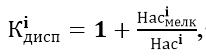 Кⁱдисп = 1 + Насⁱмелк / Насⁱ,